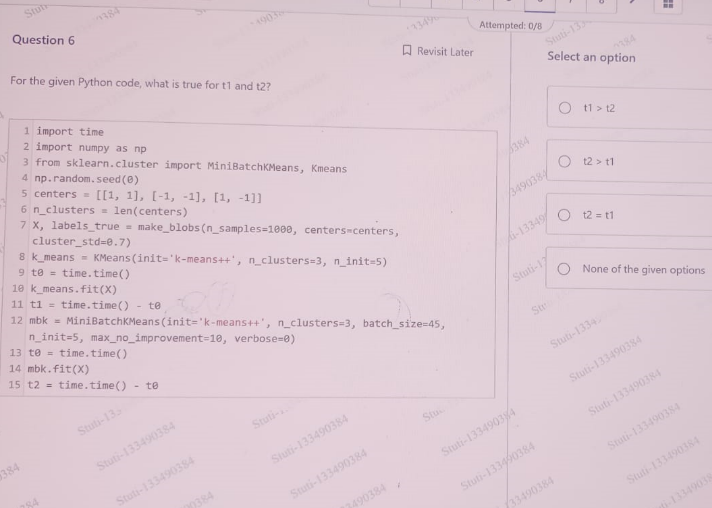 Attempted: 0/8
Question 6
Revisit Later
For the given Python code, what is true for t1 and t2?
1 import time
2 import numpy as np
3 from sklearn.cluster import MiniBatchKMeans, Kmeans
4 np.random.seed(0)
5 centers = [[1, 1], [-1, -1], [1, -1]]
6 n_clusters = len(centers)
7 X, labels_true = make_blobs(n_samples=1000, centers=centers,
cluster_std=0.7)
8 k_means = KMeans(init='k-means++', n_clusters=3, n_init=5)
9 t0 = time.time()
10 k_means.fit(X)
11 t1 = time.time() - t0
12 mbk = MiniBatchKMeans(init='k-means++', n_clusters=3, batch_size=45,
n_init=5, max_no_improvement=10, verbose=0)
13 t0 = time.time()
14 mbk.fit(X)
15 t2 = time.time() - t0
Select an option
t1 > t2
t2 > t1
t2 = t1
None of the given options
Stuti-133490384